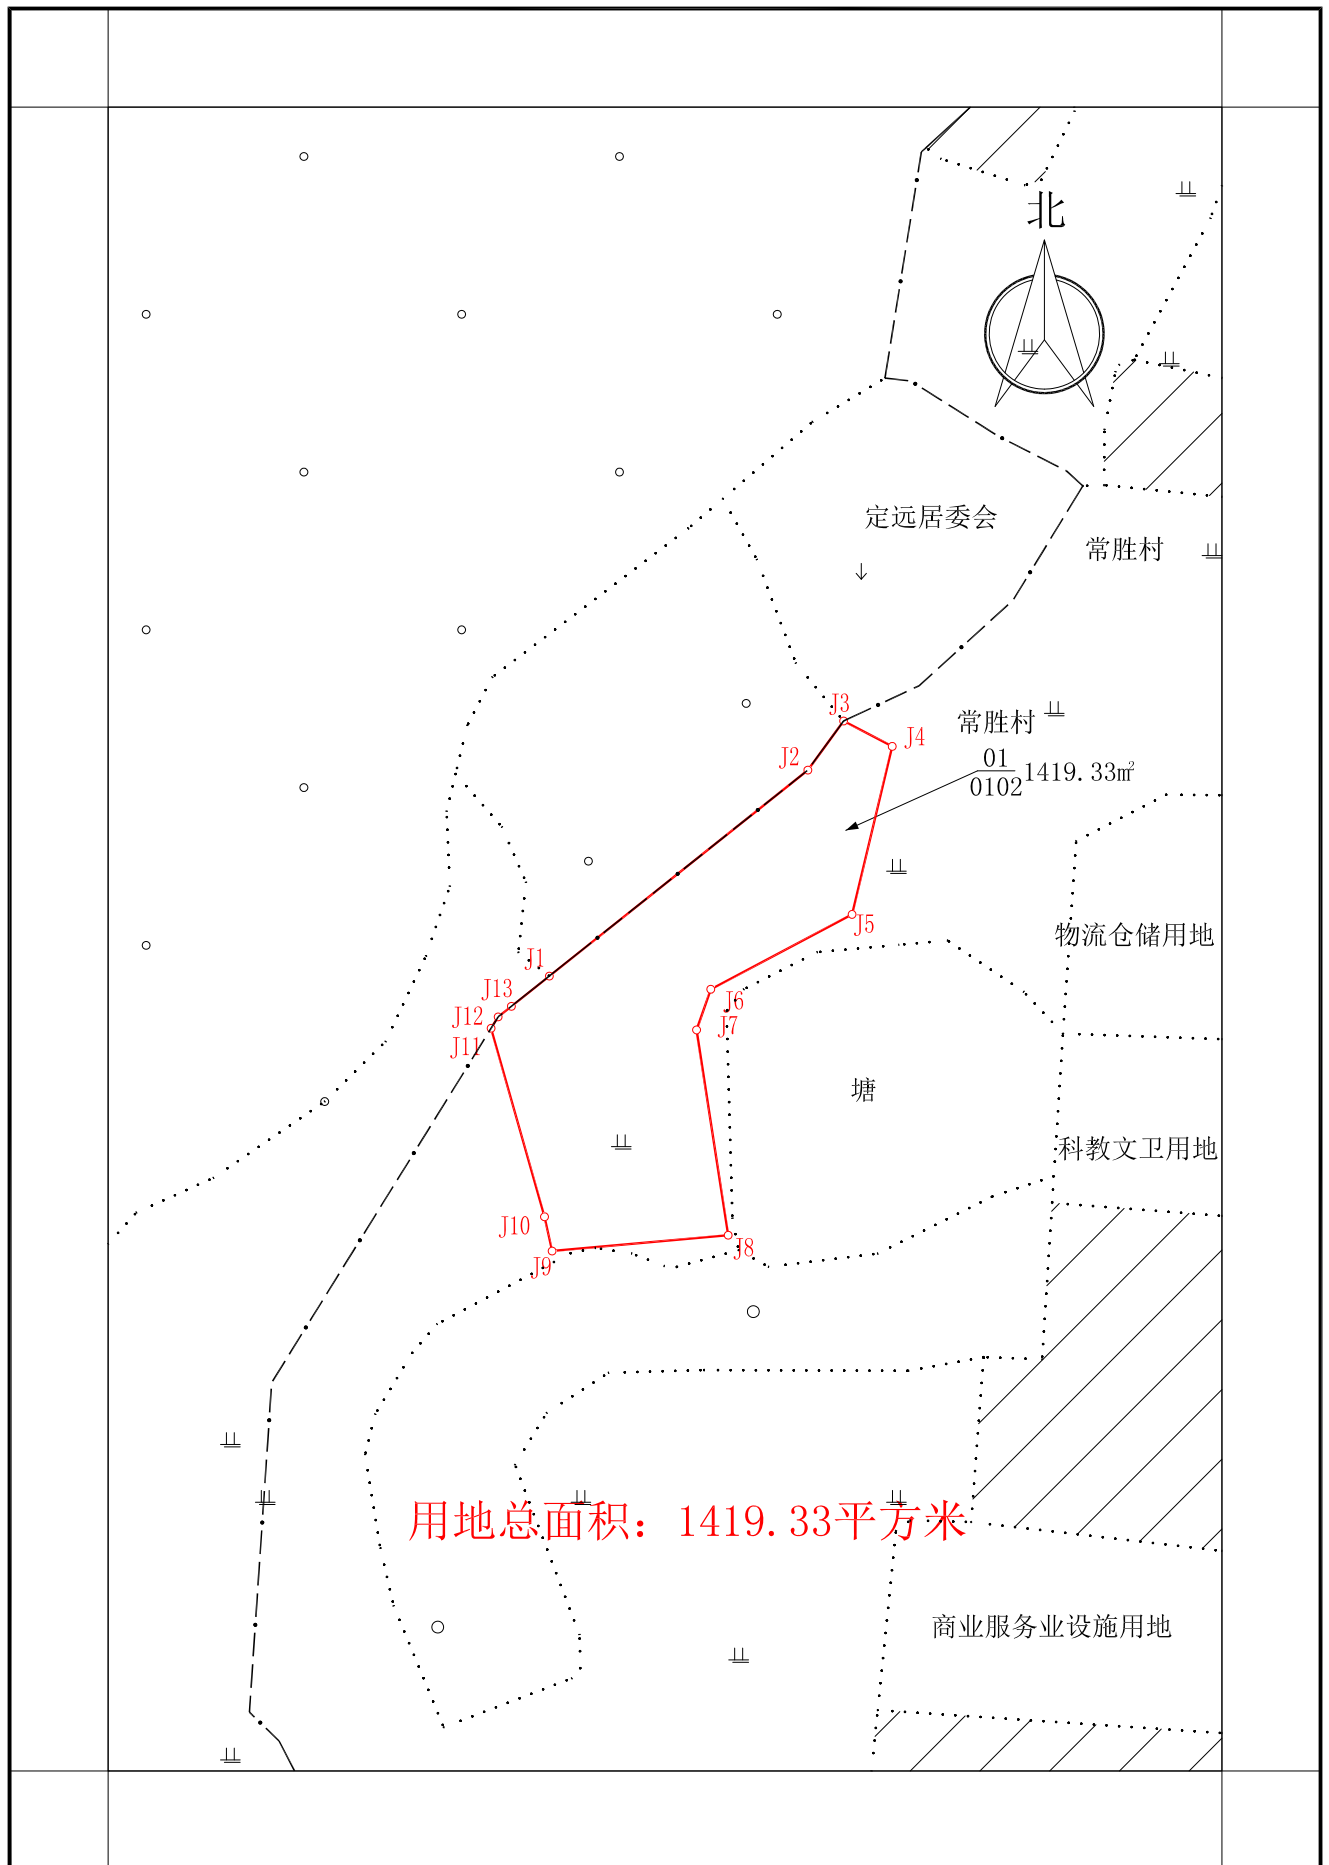 北
定远居委会
常胜村
J3
常胜村
J4
J2
01
0102
1419.33㎡
J5
物流仓储用地
J1
J13
J6
J12
J7
J11
塘
科教文卫用地
J10
J8
J9
用地总面积：1419.33平方米
商业服务业设施用地